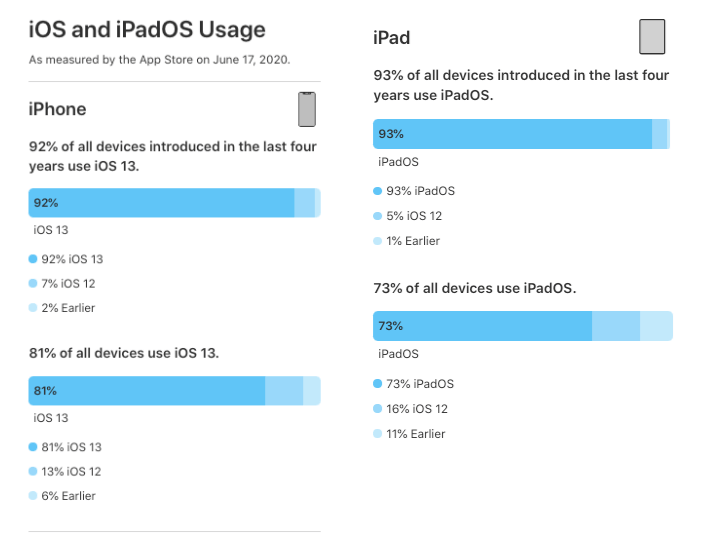 iOS and iPadOS Usage
As measured by the App Store on June 17, 2020.
iPhone
92% of all devices introduced in the last four
years use iOS 13.
92%
iOS 13
92% iOS 13
7% iOS 12
2% Earlier
81% of all devices use iOS 13.
81%
iOS 13
81% iOS 13
13% iOS 12
6% Earlier
iPad
93% of all devices introduced in the last four
years use iPadOS.
93%
iPadOS
93% iPadOS
5% iOS 12
1% Earlier
73% of all devices use iPadOS.
73%
iPadOS
73% iPadOS
16% iOS 12
11% Earlier